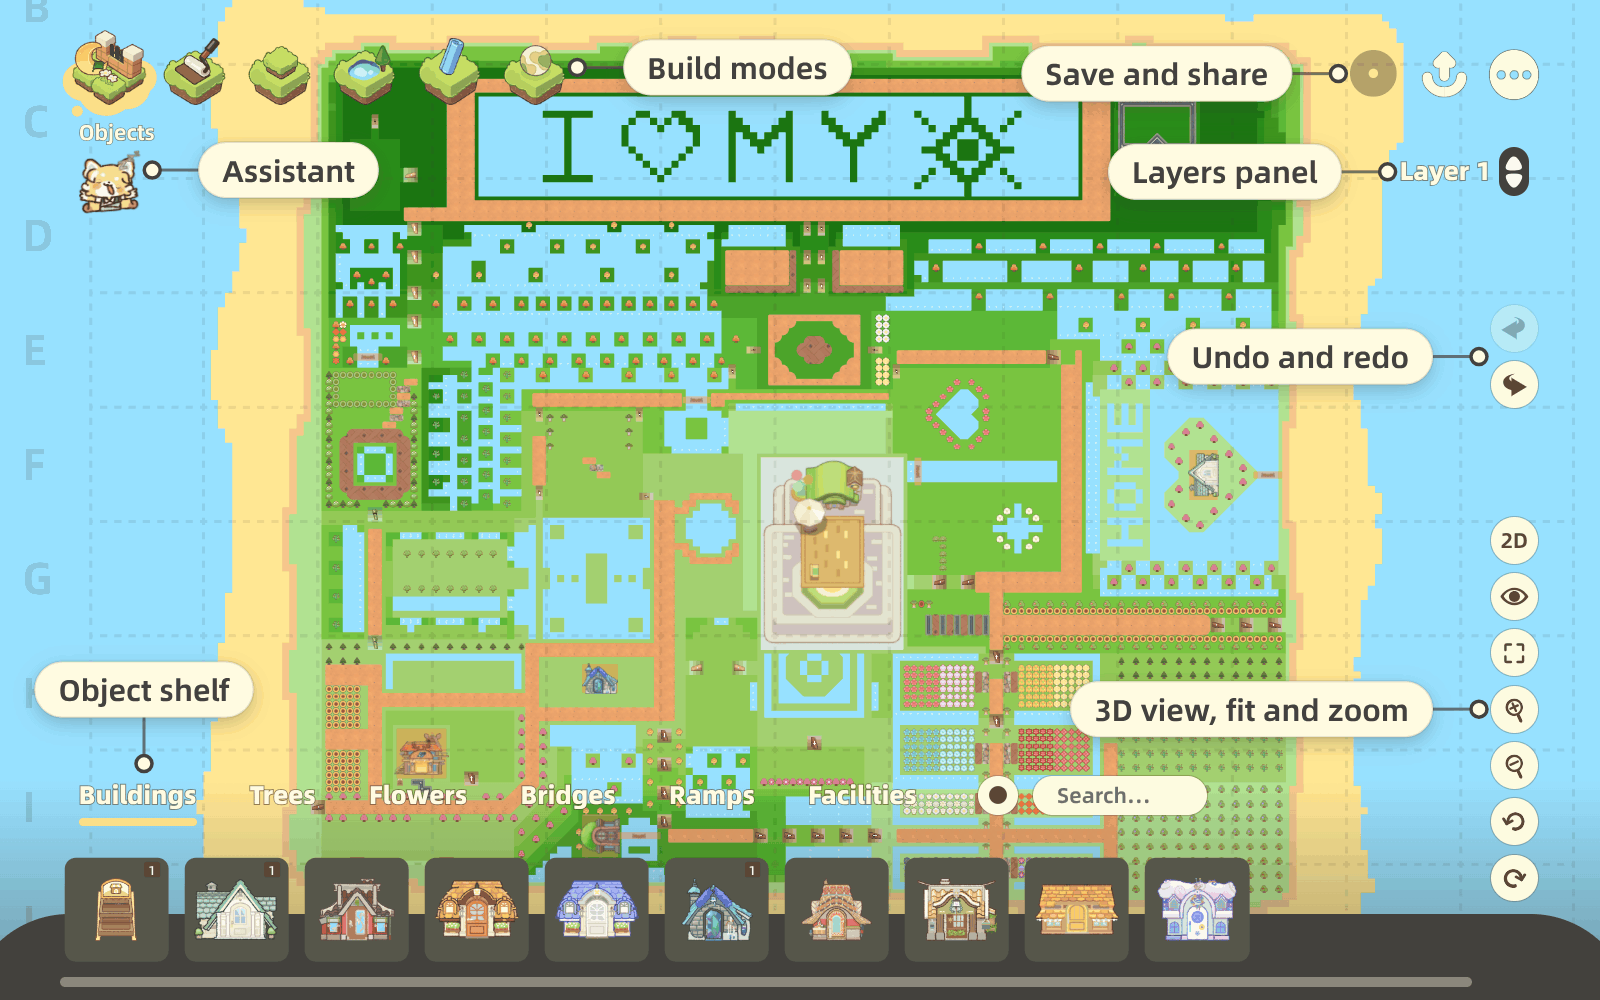 B
Build modes
Save and share
Objects
C
I ♡ MY
Assistant
Layers panel
Layer 1
D
E
Undo and redo
F
HOME
G
2D
Object shelf
3D view, fit and zoom
Buildings
Trees
Flowers
Bridges
Ramps
Facilities
Search...
I
1
1
1